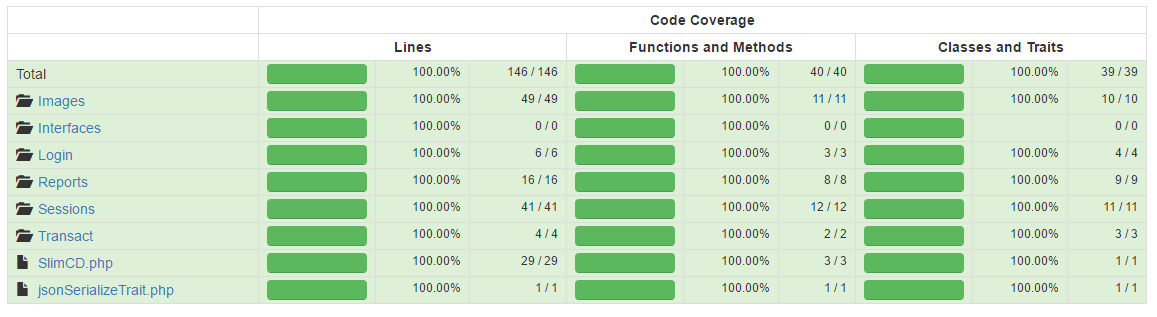 Code Coverage
Lines Functions and Methods Classes and Traits
Total 100.00% 146 / 146 100.00% 40 / 40 100.00% 39 / 39
Images 100.00% 49 / 49 100.00% 11 / 11 100.00% 10 / 10
Interfaces 100.00% 0 / 0 100.00% 0 / 0 0 / 0
Login 100.00% 6 / 6 100.00% 3 / 3 100.00% 4 / 4
Reports 100.00% 16 / 16 100.00% 8 / 8 100.00% 9 / 9
Sessions 100.00% 41 / 41 100.00% 12 / 12 100.00% 11 / 11
Transact 100.00% 4 / 4 100.00% 2 / 2 100.00% 3 / 3
SlimCD.php 100.00% 29 / 29 100.00% 3 / 3 100.00% 1 / 1
jsonSerializeTrait.php 100.00% 1 / 1 100.00% 1 / 1 100.00% 1 / 1